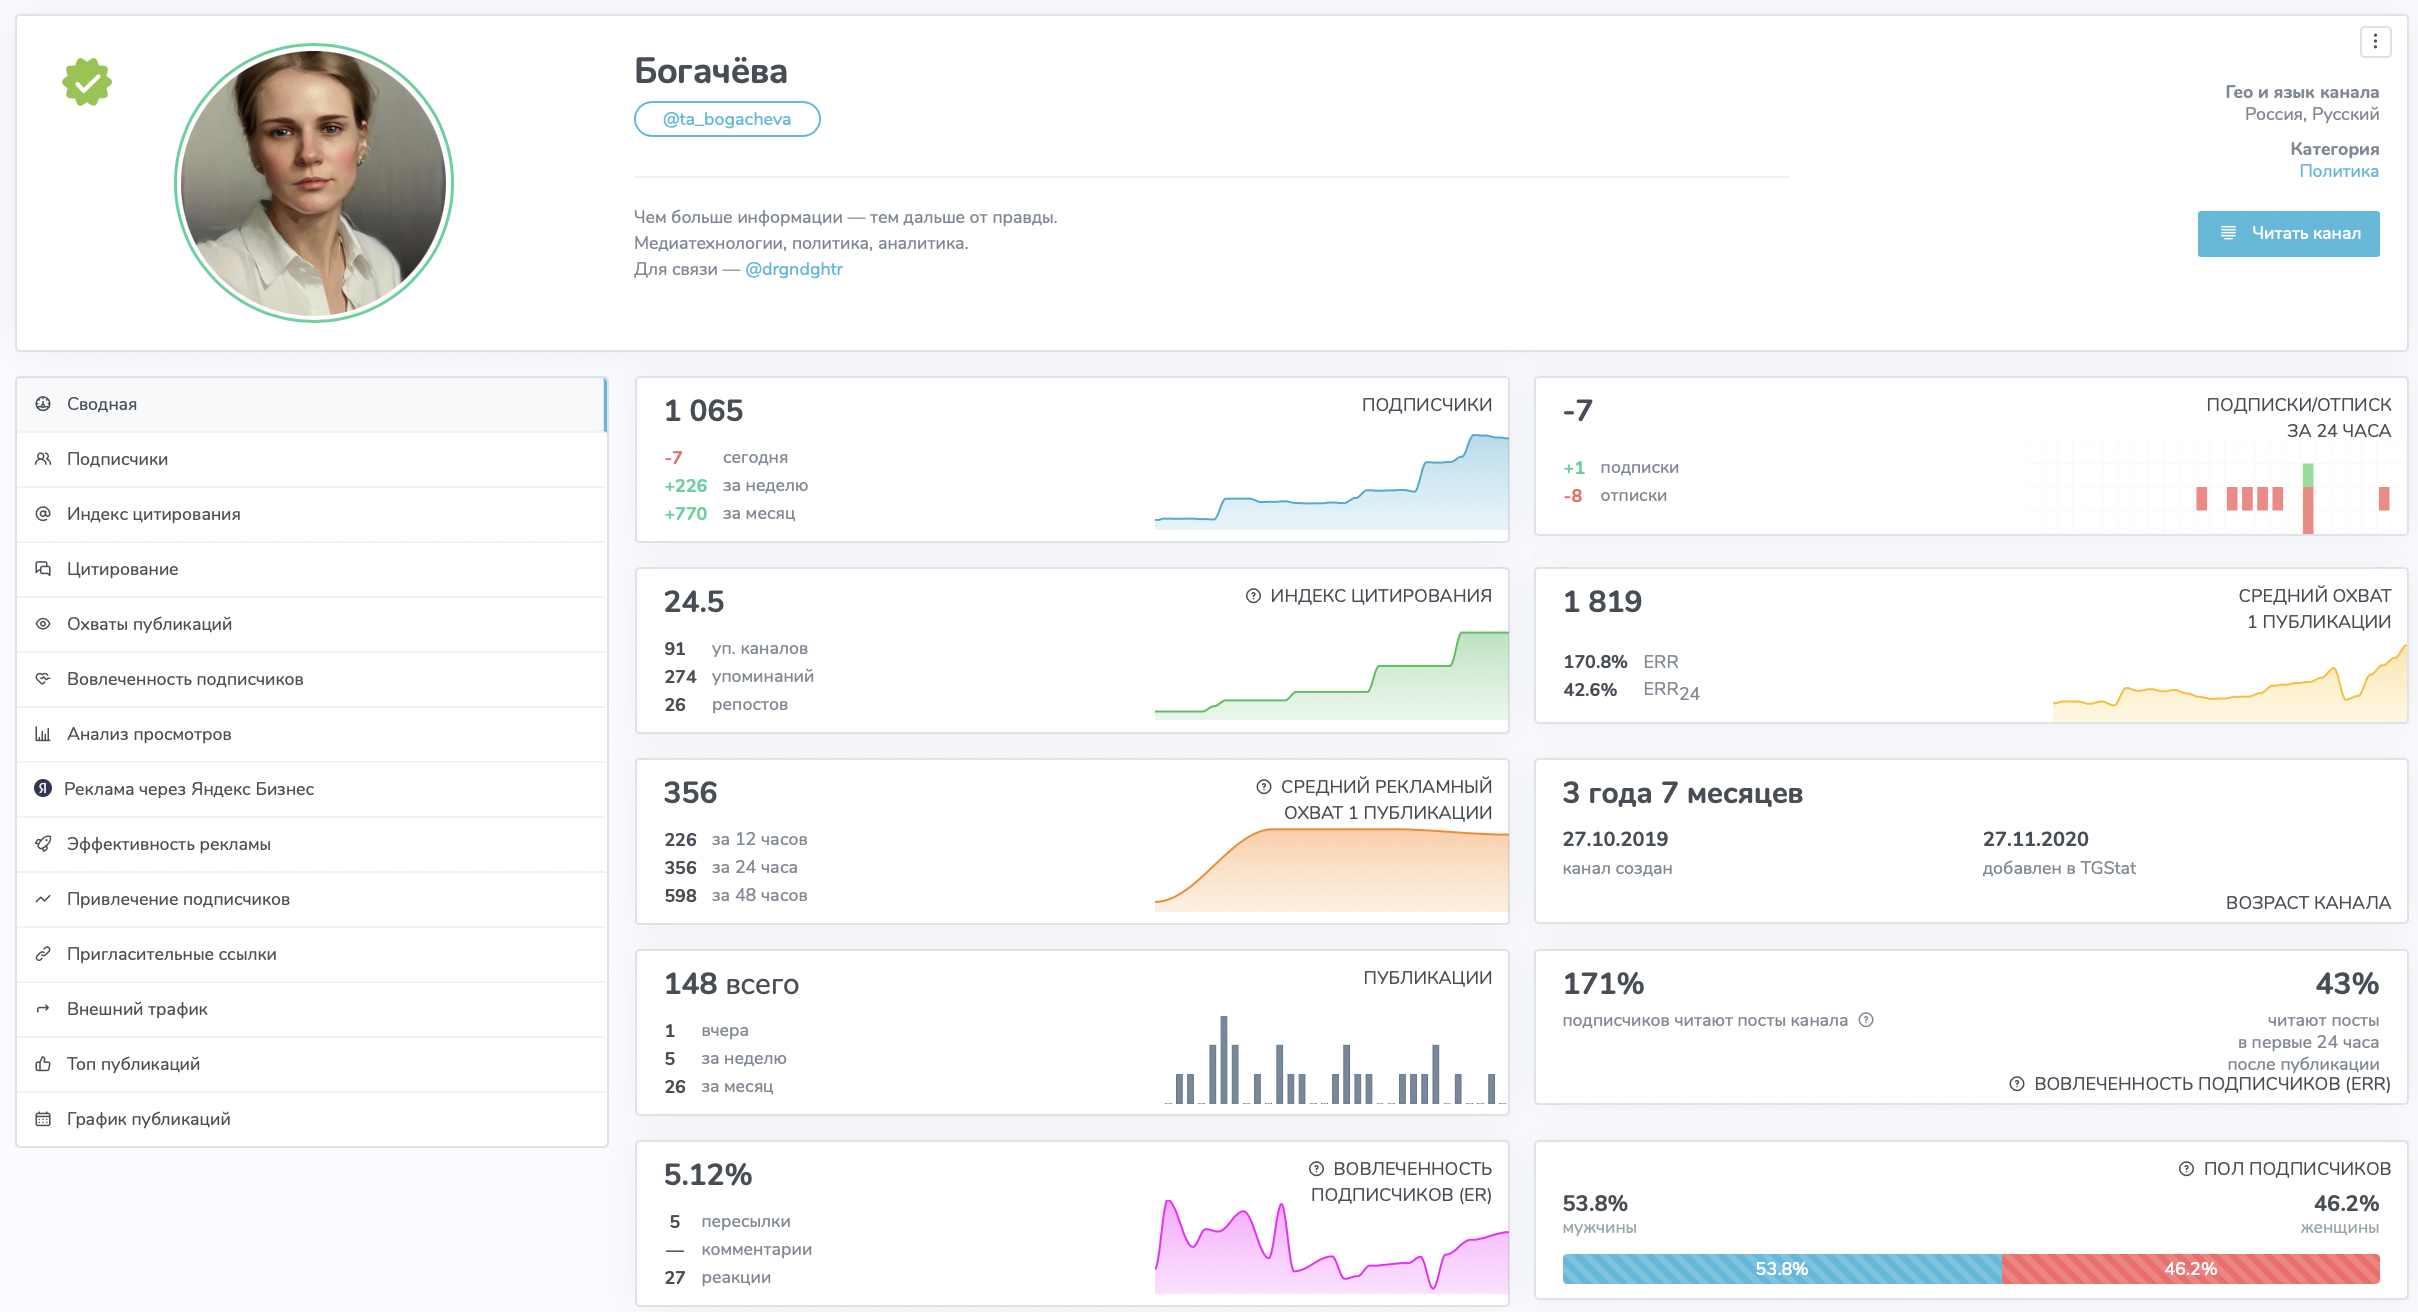 Богачёва
@ta_bogacheva
Чем больше информации — тем дальше от правды.
Медиатехнологии, политика, аналитика.
Для связи — @drgndghtr
Гео и язык канала
Россия, Русский
Категория
Политика
Читать канал
Сводная
Подписчики
Индекс цитирования
Цитирование
Охваты публикаций
Вовлеченность подписчиков
Анализ просмотров
Я Реклама через Яндекс Бизнес
Эффективность рекламы
Привлечение подписчиков
Пригласительные ссылки
Внешний трафик
Топ публикаций
График публикаций
1 065
ПОДПИСЧИКИ
-7 сегодня
+226 за неделю
+770 за месяц
-7
ПОДПИСКИ/ОТПИСК
ЗА 24 ЧАСА
+1 подписки
-8 отписки
24.5
ИНДЕКС ЦИТИРОВАНИЯ
91 уп. каналов
274 упоминаний
26 репостов
1 819
СРЕДНИЙ ОХВАТ
1 ПУБЛИКАЦИИ
170.8% ERR
42.6% ERR24
356
СРЕДНИЙ РЕКЛАМНЫЙ
ОХВАТ 1 ПУБЛИКАЦИИ
226 за 12 часов
356 за 24 часа
598 за 48 часов
3 года 7 месяцев
27.10.2019
канал создан
27.11.2020
добавлен в TGStat
ВОЗРАСТ КАНАЛА
148 всего
ПУБЛИКАЦИИ
1 вчера
5 за неделю
26 за месяц
171%
подписчиков читают посты канала
43%
читают посты
в первые 24 часа
после публикации
ВОВЛЕЧЕННОСТЬ ПОДПИСЧИКОВ (ERR)
5.12%
ВОВЛЕЧЕННОСТЬ
ПОДПИСЧИКОВ (ER)
5 пересылки
— комментарии
27 реакции
ПОЛ ПОДПИСЧИКОВ
53.8%
мужчины
46.2%
женщины
53.8%
46.2%